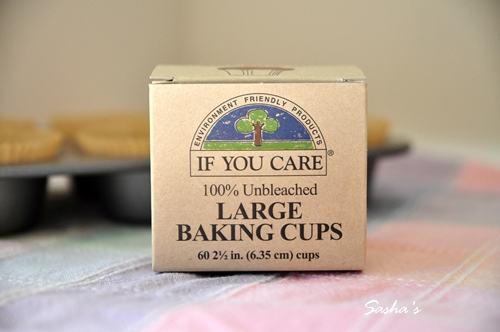 ENVIRONMENT FRIENDLY PRODUCTS
IF YOU CARE®
100% Unbleached
LARGE
BAKING CUPS
60 2½ in. (6.35 cm) cups
Sasha's